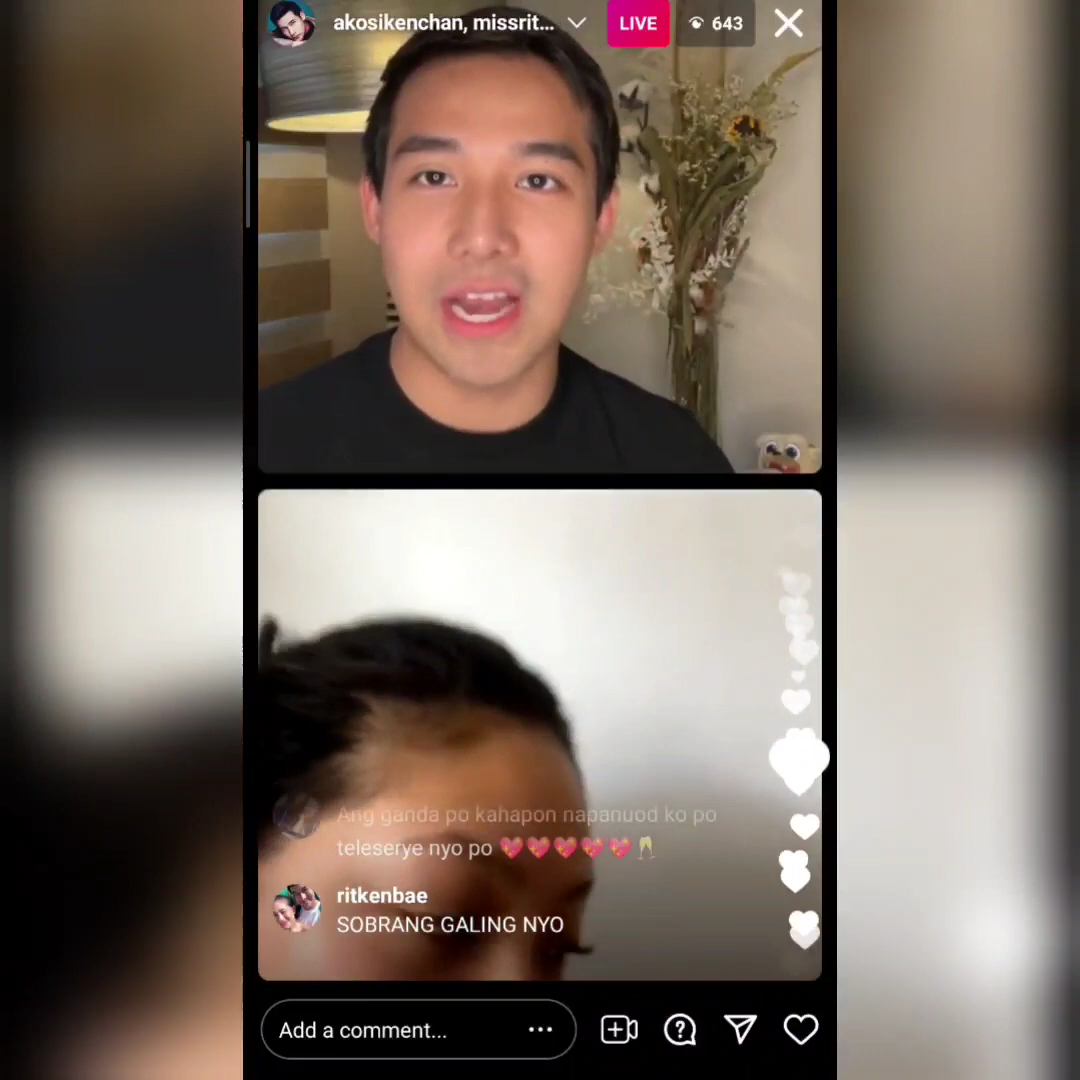 akosikenchan, missrit...
LIVE
643
Ang ganda po kahapon napanuod ko po
teleserye nyo po 💖💖💖💖💖🥂
ritkenbae
SOBRANG GALING NYO
Add a comment...